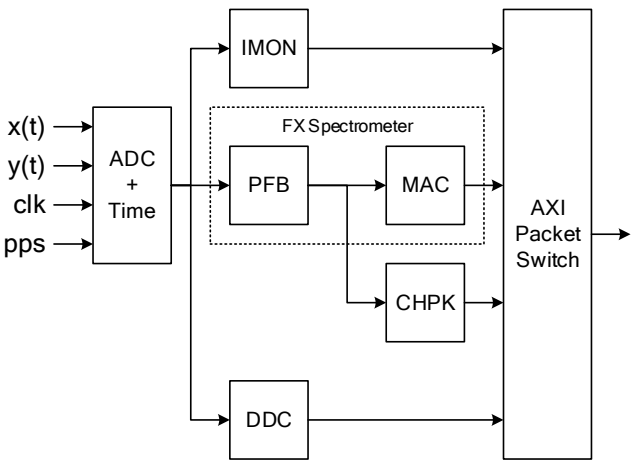 IMON
x(t)
y(t)
clk
pps
ADC
+
Time
FX Spectrometer
PFB
MAC
CHPK
DDC
AXI
Packet
Switch